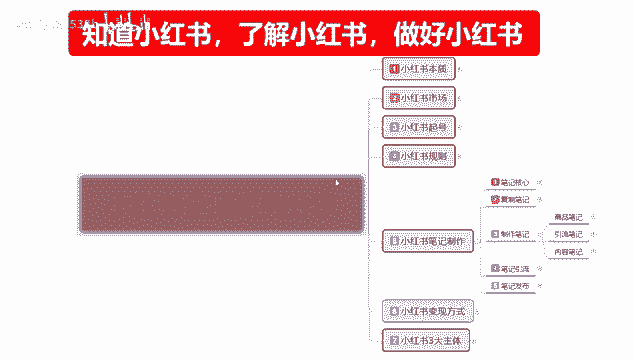 知道小红书，了解小红书，做好小红书
1 小红书本质
2 小红书市场
3 小红书起号
4 小红书规则
5 小红书笔记制作
1 笔记核心
2 复制笔记
3 制作笔记
商品笔记
引流笔记
内容笔记
4 笔记引流
5 笔记发布
6 小红书变现方式
7 小红书3大主体